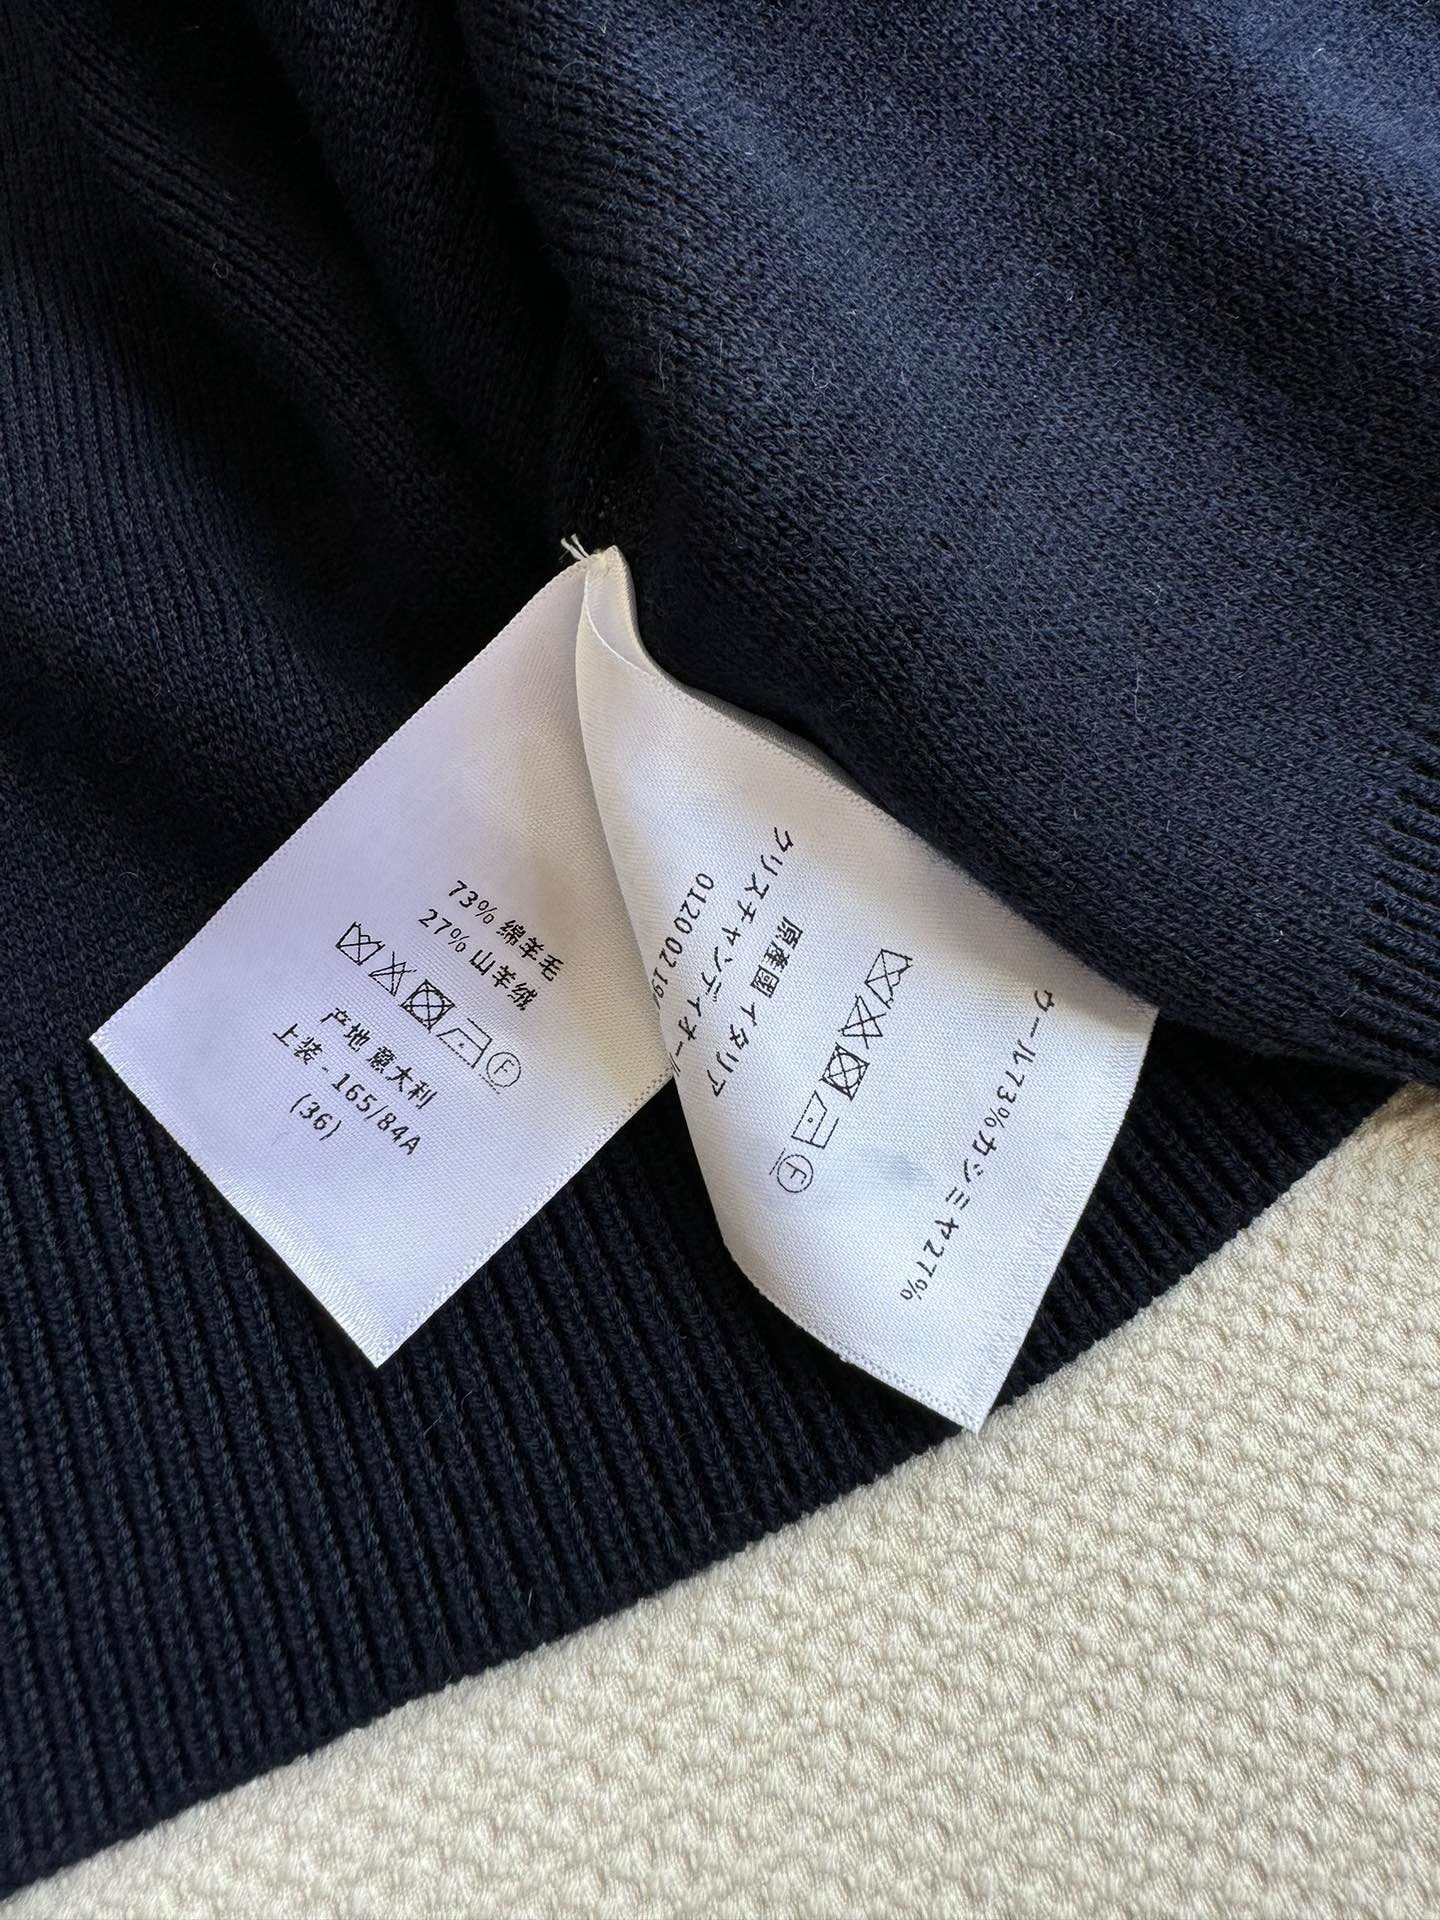 73% 绵羊毛
27% 山羊绒
F
产地 意大利
上装 - 165/84A
(36)
ウール73%カシミヤ27%
F
原産國イタリア
クリスチャンディオール
0120 02 19